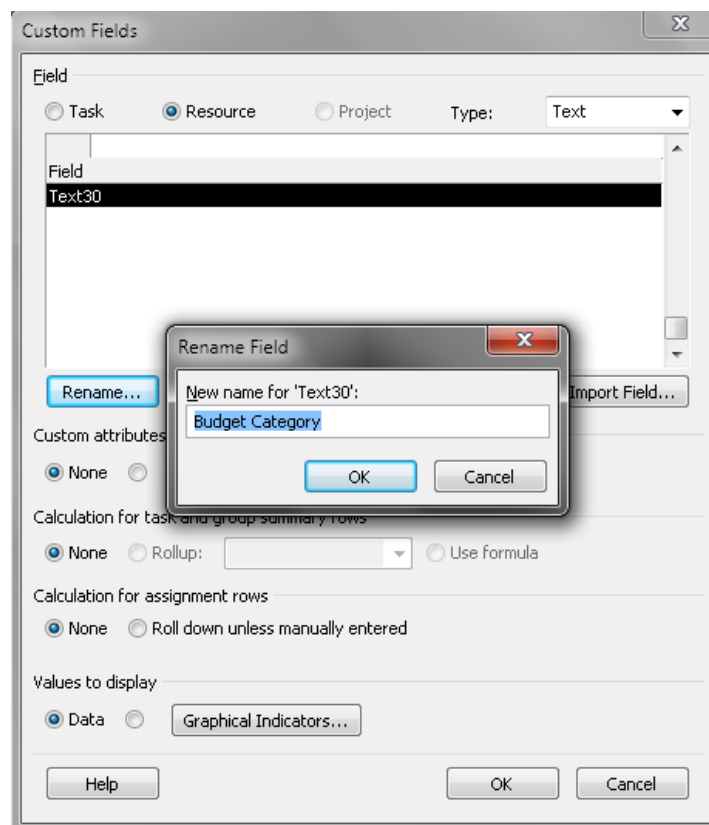 Custom Fields
Field
Task Resource Project Type: Text
Field
Text30
Rename Field
New name for 'Text30':
Budget Category
OK Cancel
Rename... Import Field...
Custom attributes
None
Calculation for task and group summary rows
None Rollup: Use formula
Calculation for assignment rows
None Roll down unless manually entered
Values to display
Data Graphical Indicators...
Help OK Cancel